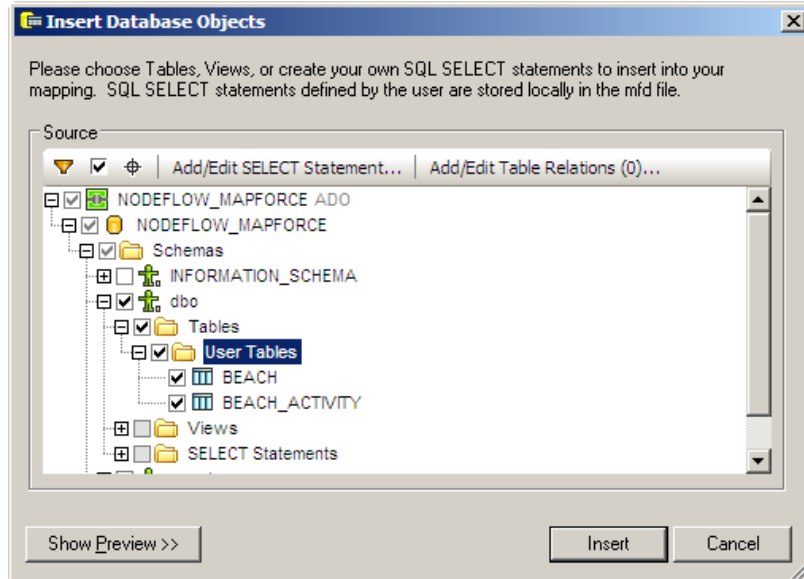 Insert Database Objects
Please choose Tables, Views, or create your own SQL SELECT statements to insert into your
mapping. SQL SELECT statements defined by the user are stored locally in the mfd file.
Source
Add/Edit SELECT Statement... Add/Edit Table Relations (0)...
NODEFLOW_MAPFORCE ADO
NODEFLOW_MAPFORCE
Schemas
INFORMATION_SCHEMA
dbo
Tables
User Tables
BEACH
BEACH_ACTIVITY
Views
SELECT Statements
Show Preview >> Insert Cancel